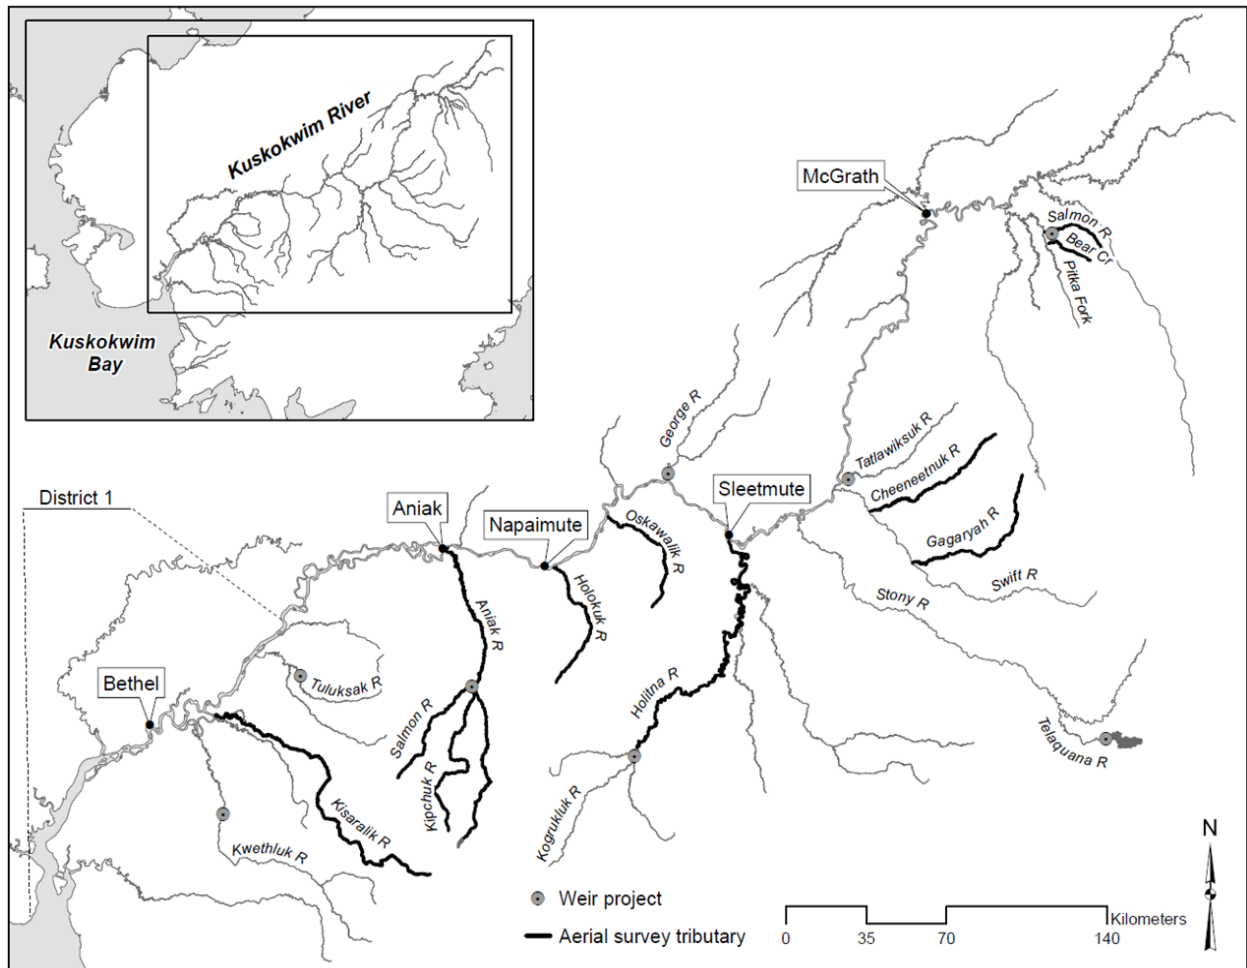 Kuskokwim River
Kuskokwim
Bay
McGrath
Salmon R
Bear Cr
Pitka Fork
George R
Tatlawiksuk R
Cheeneetnuk R
District 1
Aniak
Napaimute
Sleetmute
Oskawalik R
Gagaryah R
Swift R
Stony R
Aniak R
Holokuk R
Bethel
Tuluksak R
Holitna R
Salmon R
Kipchuk R
Telaquana R
Kisaralik R
Kogrukluk R
Kwethluk R
N
Weir project
Aerial survey tributary
Kilometers
0 35 70 140